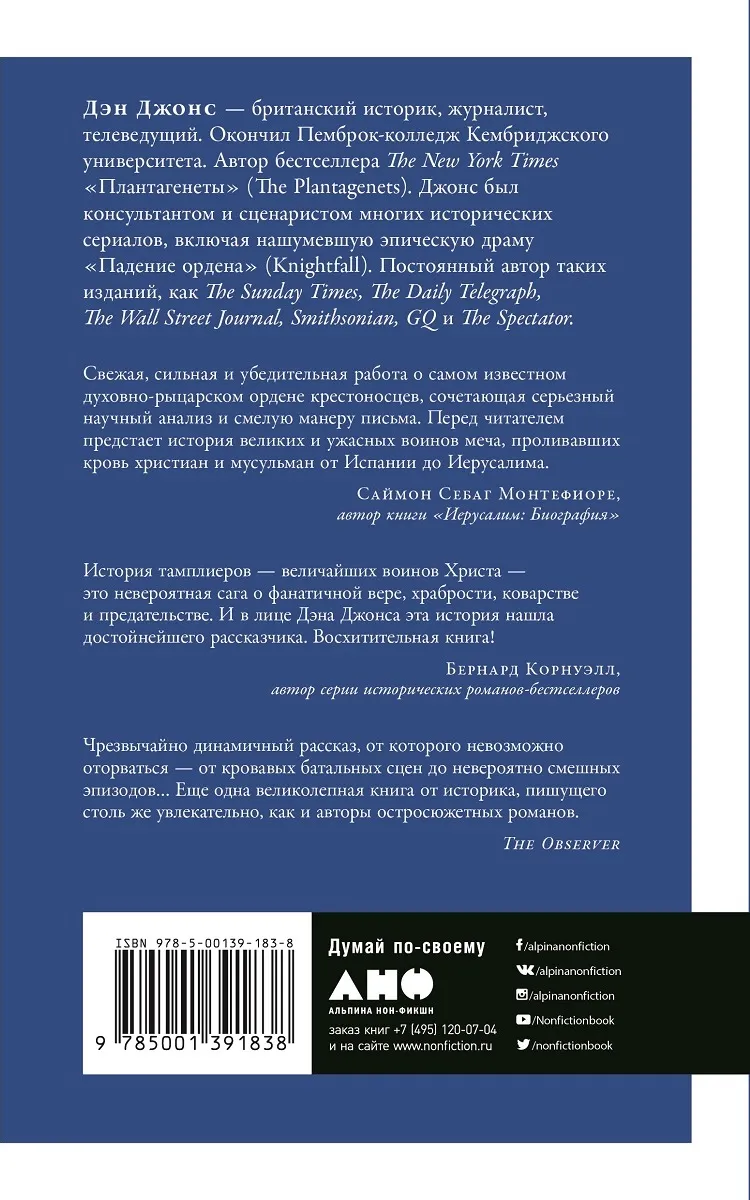 Дэн Джонс — британский историк, журналист,
телеведущий. Окончил Пемброк-колледж Кембриджского
университета. Автор бестселлера The New York Times
«Плантагенеты» (The Plantagenets). Джонс был
консультантом и сценаристом многих исторических
сериалов, включая нашумевшую эпическую драму
«Падение ордена» (Knightfall). Постоянный автор таких
изданий, как The Sunday Times, The Daily Telegraph,
The Wall Street Journal, Smithsonian, GQ и The Spectator.
Свежая, сильная и убедительная работа о самом известном
духовно-рыцарском ордене крестоносцев, сочетающая серьезный
научный анализ и смелую манеру письма. Перед читателем
предстает история великих и ужасных воинов меча, проливавших
кровь христиан и мусульман от Испании до Иерусалима.
Саймон Себаг Монтефиоре,
автор книги «Иерусалим: Биография»
История тамплиеров — величайших воинов Христа —
это невероятная сага о фанатичной вере, храбрости, коварстве
и предательстве. И в лице Дэна Джонса эта история нашла
достойнейшего рассказчика. Восхитительная книга!
Бернард Корнуэлл,
автор серии исторических романов-бестселлеров
Чрезвычайно динамичный рассказ, от которого невозможно
оторваться — от кровавых батальных сцен до невероятно смешных
эпизодов... Еще одна великолепная книга от историка, пишущего
столь же увлекательно, как и авторы остросюжетных романов.
The Observer
ISBN 978-5-00139-183-8
9 785001 391838
Думай по-своему
АНФ
АЛЬПИНА НОН-ФИКШН
заказ книг +7 (495) 120-07-04
и на сайте www.nonfiction.ru
/alpinanonfiction
/alpinanonfiction
/alpinanonfiction
/Nonfictionbook
/nonfictionbook